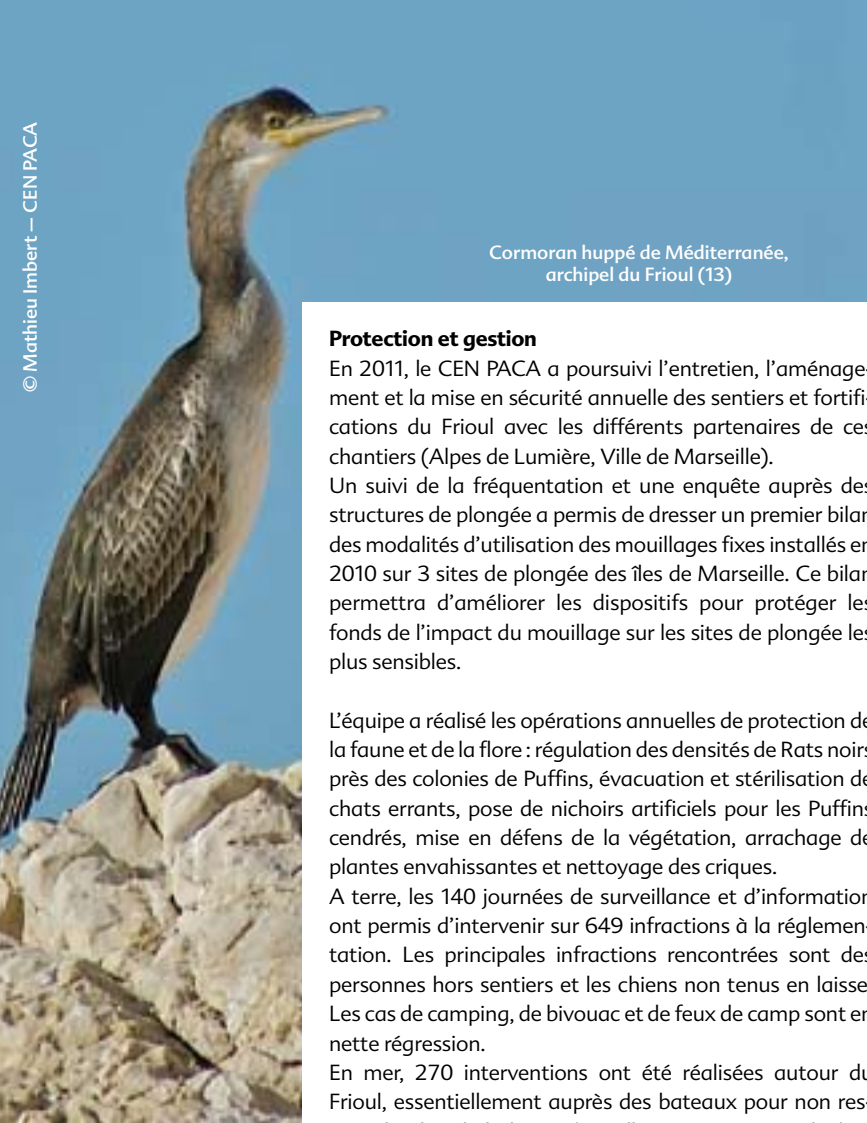 © Mathieu Imbert – CEN PACA
Cormoran huppé de Méditerranée,
archipel du Frioul (13)
Protection et gestion
En 2011, le CEN PACA a poursuivi l'entretien, l'aménage-
ment et la mise en sécurité annuelle des sentiers et fortifi-
cations du Frioul avec les différents partenaires de ces
chantiers (Alpes de Lumière, Ville de Marseille).
Un suivi de la fréquentation et une enquête auprès des
structures de plongée a permis de dresser un premier bilan
des modalités d'utilisation des mouillages fixes installés en
2010 sur 3 sites de plongée des îles de Marseille. Ce bilan
permettra d'améliorer les dispositifs pour protéger les
fonds de l'impact du mouillage sur les sites de plongée les
plus sensibles.
L'équipe a réalisé les opérations annuelles de protection de
la faune et de la flore : régulation des densités de Rats noirs
près des colonies de Puffins, évacuation et stérilisation de
chats errants, pose de nichoirs artificiels pour les Puffins
cendrés, mise en défens de la végétation, arrachage de
plantes envahissantes et nettoyage des criques.
A terre, les 140 journées de surveillance et d'information
ont permis d'intervenir sur 649 infractions à la réglemen-
tation. Les principales infractions rencontrées sont des
personnes hors sentiers et les chiens non tenus en laisse
Les cas de camping, de bivouac et de feux de camp sont en
nette régression.
En mer, 270 interventions ont été réalisées autour du
Frioul, essentiellement auprès des bateaux pour non res-